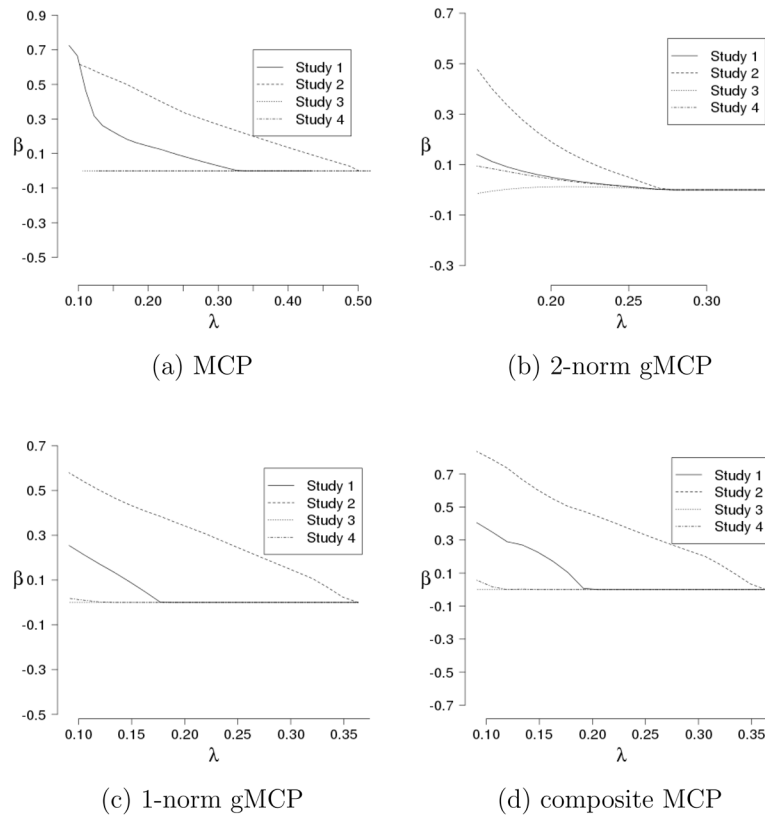 0.9
0.7
0.5
0.3
0.1
-0.1
-0.3
-0.5
β
Study 1
Study 2
Study 3
Study 4
0.10 0.20 0.30 0.40 0.50
λ
(a) MCP
0.7
0.5
0.3
0.1
-0.1
-0.3
β
Study 1
Study 2
Study 3
Study 4
0.20 0.25 0.30
λ
(b) 2-norm gMCP
0.7
0.5
0.3
0.1
-0.1
-0.3
-0.5
β
Study 1
Study 2
Study 3
Study 4
0.10 0.15 0.20 0.25 0.30 0.35
λ
(c) 1-norm gMCP
0.7
0.5
0.3
0.1
-0.1
-0.3
-0.5
-0.7
β
Study 1
Study 2
Study 3
Study 4
0.10 0.15 0.20 0.25 0.30 0.35
λ
(d) composite MCP